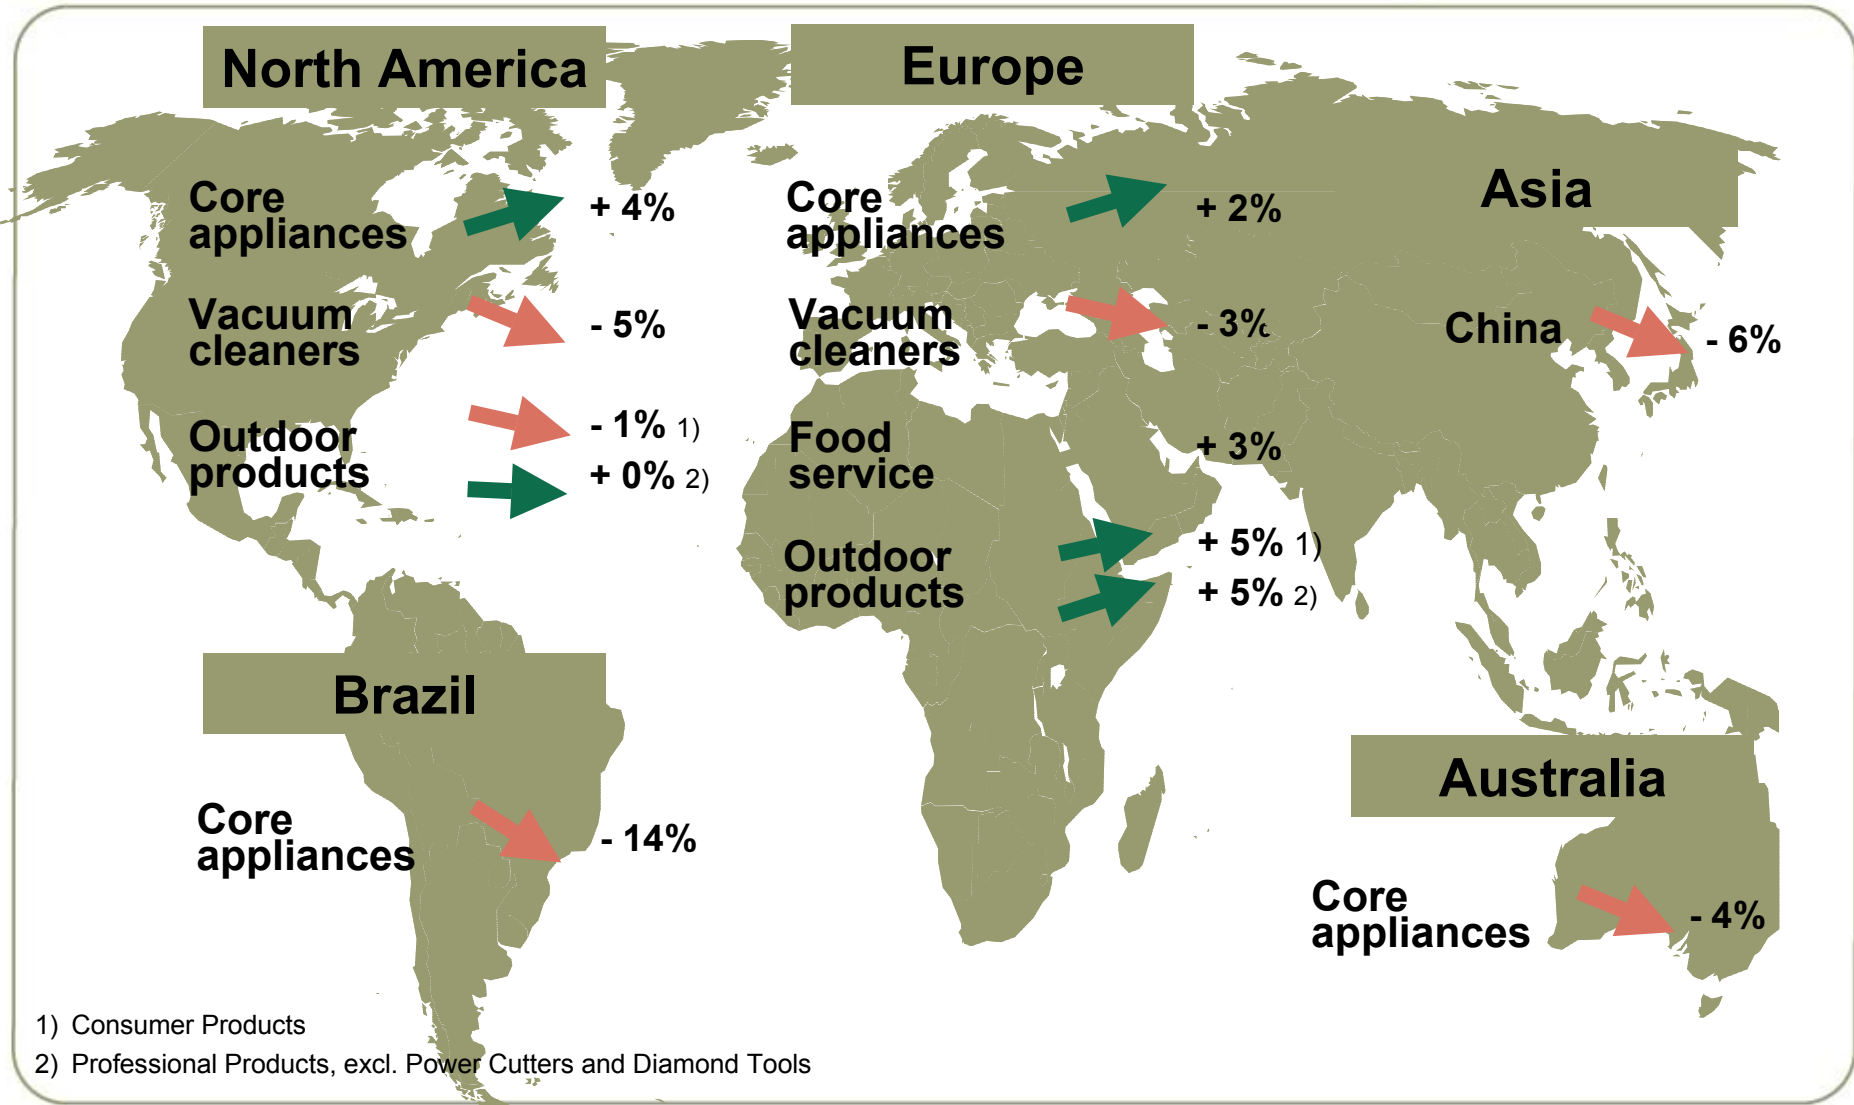 North America
Core
appliances
+ 4%
Vacuum
cleaners
- 5%
Outdoor
products
- 1% 1)
+ 0% 2)
Europe
Core
appliances
+ 2%
Vacuum
cleaners
- 3%
Food
service
+ 3%
Outdoor
products
+ 5% 1)
+ 5% 2)
Asia
China
- 6%
Brazil
Core
appliances
- 14%
Australia
Core
appliances
- 4%
1) Consumer Products
2) Professional Products, excl. Power Cutters and Diamond Tools